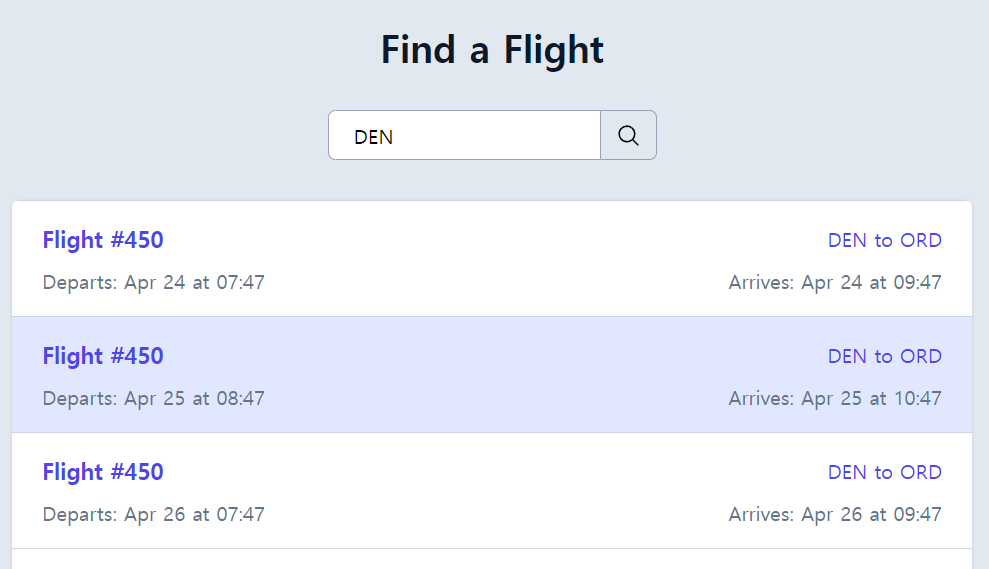 Find a Flight
DEN
Flight #450 DEN to ORD
Departs: Apr 24 at 07:47 Arrives: Apr 24 at 09:47
Flight #450 DEN to ORD
Departs: Apr 25 at 08:47 Arrives: Apr 25 at 10:47
Flight #450 DEN to ORD
Departs: Apr 26 at 07:47 Arrives: Apr 26 at 09:47